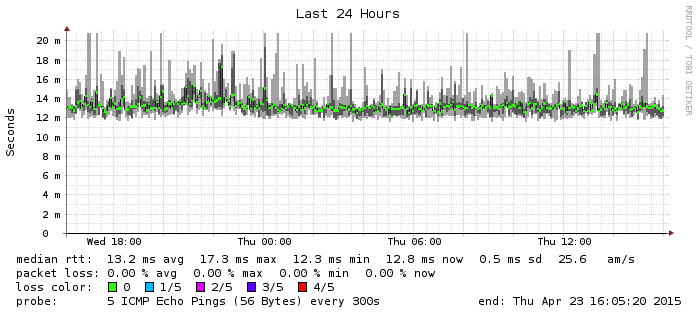 Last 24 Hours
RRDTOOL / TOBI OETIKER
Seconds
20 m
18 m
16 m
14 m
12 m
10 m
8 m
6 m
4 m
2 m
0
Wed 18:00 Thu 00:00 Thu 06:00 Thu 12:00
median rtt: 13.2 ms avg 17.3 ms max 12.3 ms min 12.8 ms now 0.5 ms sd 25.6 am/s
packet loss: 0.00 % avg 0.00 % max 0.00 % min 0.00 % now
loss color: 0 1/5 2/5 3/5 4/5
probe: 5 ICMP Echo Pings (56 Bytes) every 300s end: Thu Apr 23 16:05:20 2015